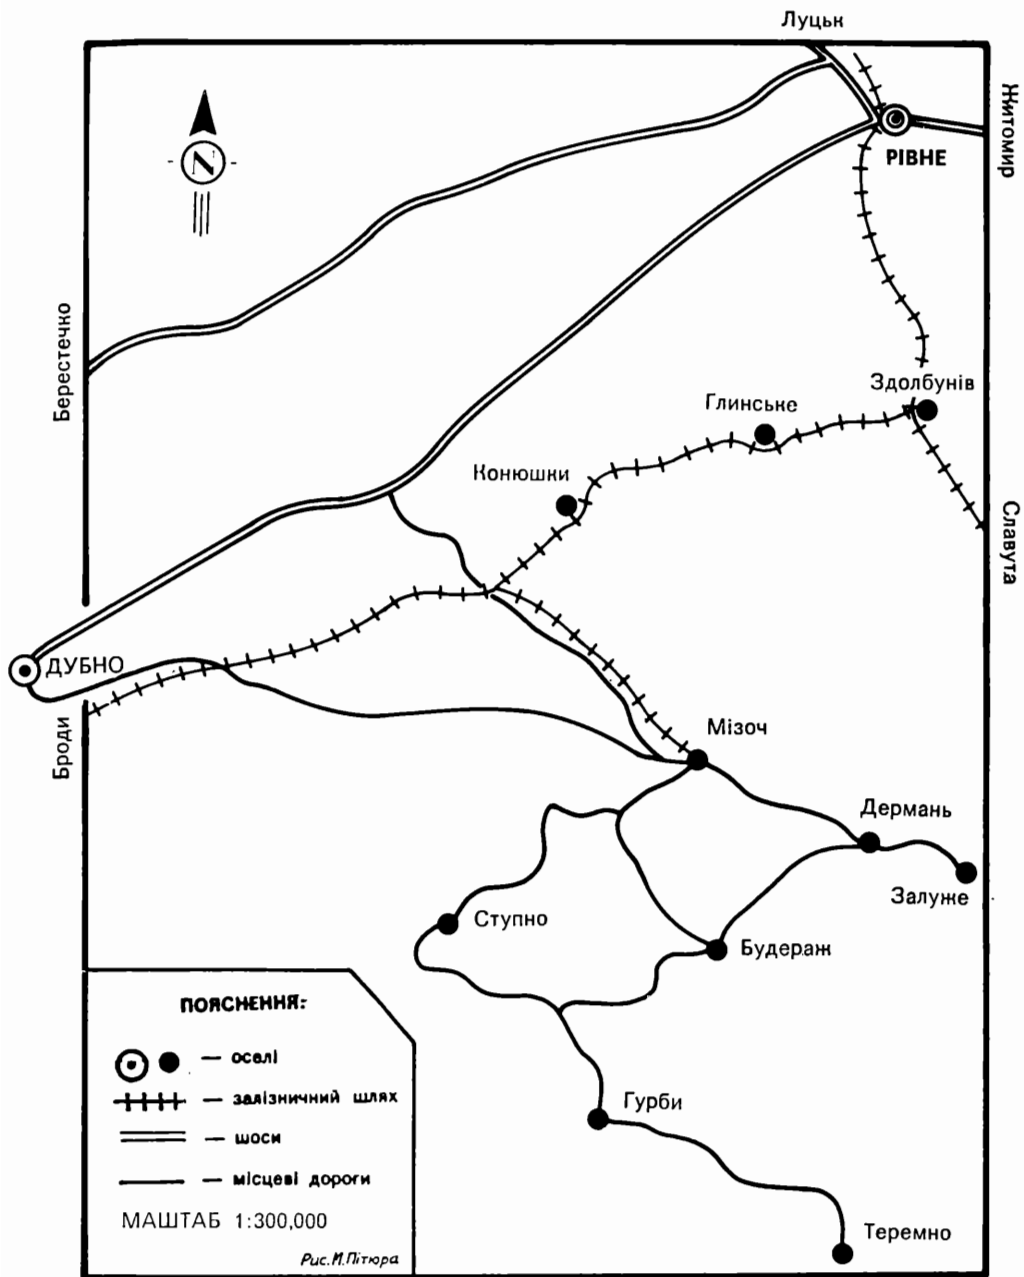 Луцьк
Житомир
N
РІВНЕ
Берестечко
Здолбунів
Глинське
Конюшки
Славута
ДУБНО
Броди
Мізоч
Дермань
Залуже
Ступно
Будераж
ПОЯСНЕННЯ:
— оселі
— залізничний шлях
— шоси
— місцеві дороги
МАШТАБ 1:300,000
Рис. М. Пітюра
Гурби
Теремно